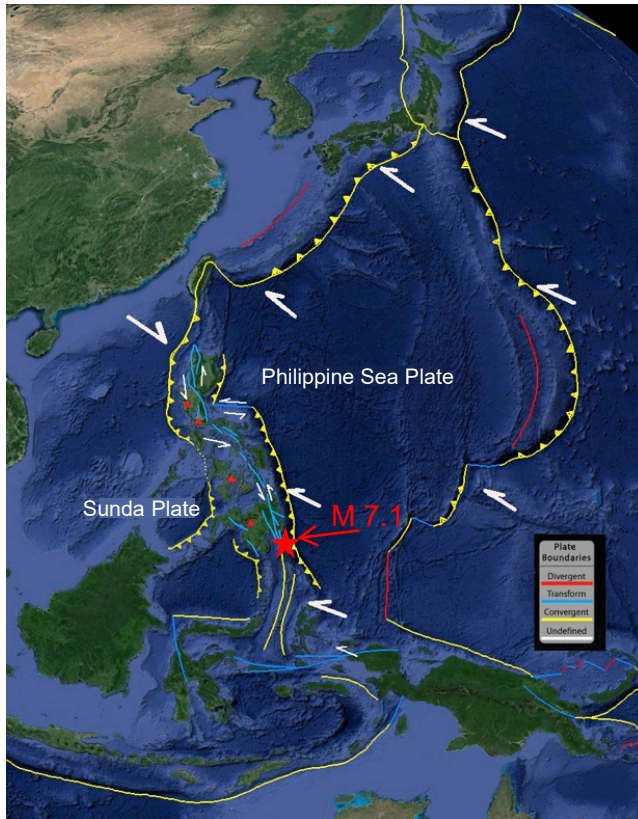 Philippine Sea Plate
Sunda Plate
M 7.1
Plate
Boundaries
Divergent
Transform
Convergent
Undefined